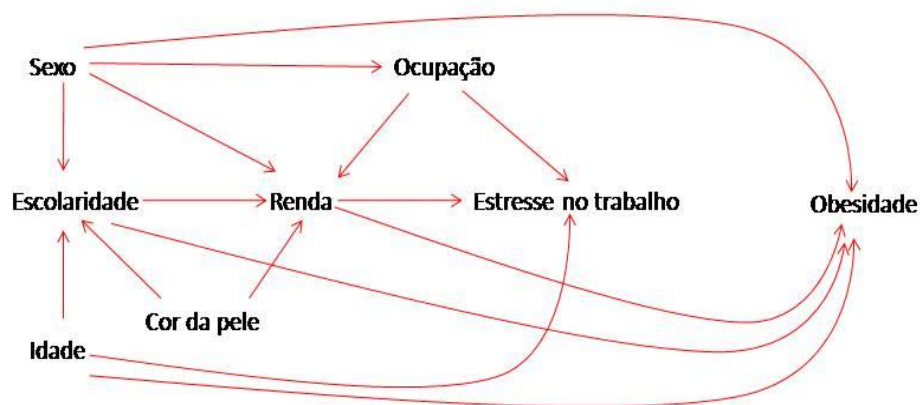 Sexo
Ocupação
Escolaridade
Renda
Estresse no trabalho
Obesidade
Cor da pele
Idade